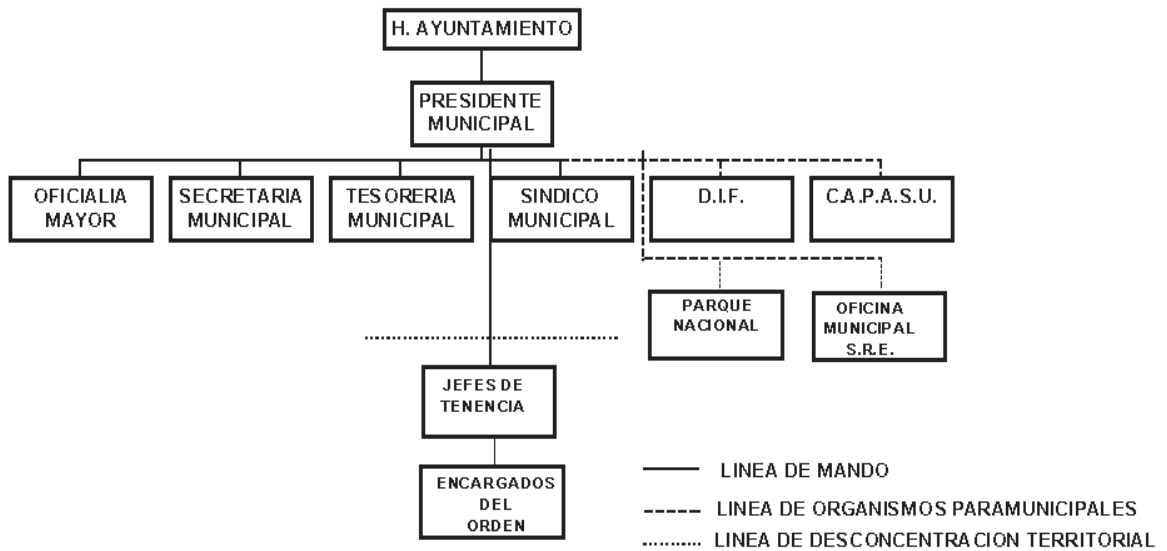 H. AYUNTAMIENTO
PRESIDENTE
MUNICIPAL
OFICIALIA
MAYOR
SECRETARIA
MUNICIPAL
TESORERIA
MUNICIPAL
SINDICO
MUNICIPAL
D.I.F.
C.A.P.A.S.U.
PARQUE
NACIONAL
OFICINA
MUNICIPAL
S.R.E.
JEFES DE
TENENCIA
ENCARGADOS
DEL
ORDEN
LINEA DE MANDO
LINEA DE ORGANISMOS PARAMUNICIPALES
LINEA DE DESCONCENTRACION TERRITORIAL